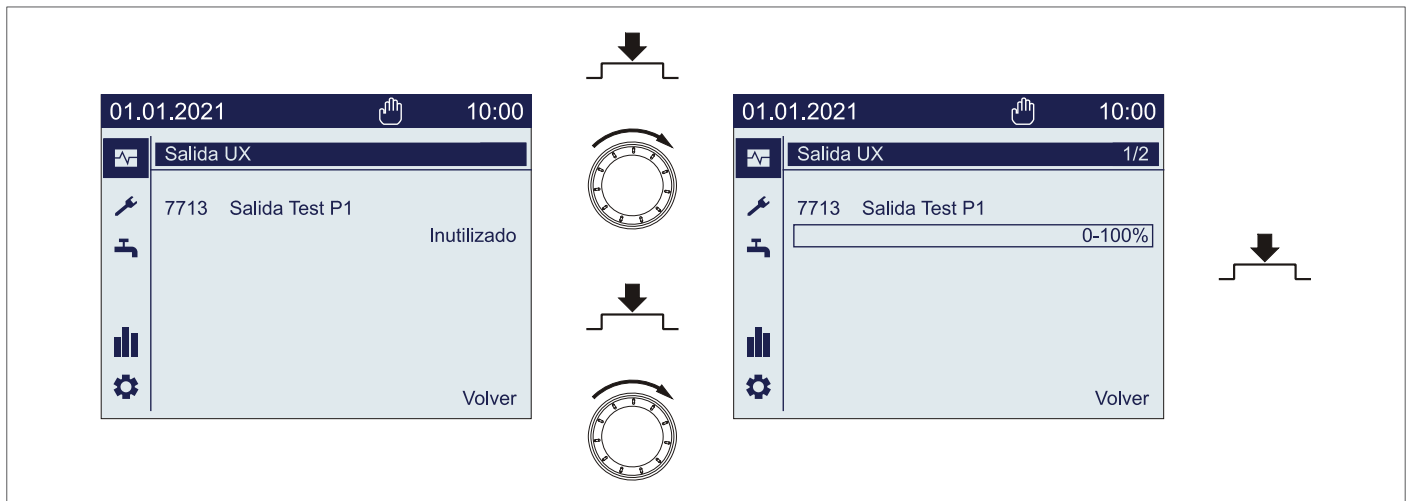 01.01.2021 10:00
Salida UX
7713 Salida Test P1
Inutilizado
Volver
01.01.2021 10:00
Salida UX 1/2
7713 Salida Test P1
0-100%
Volver